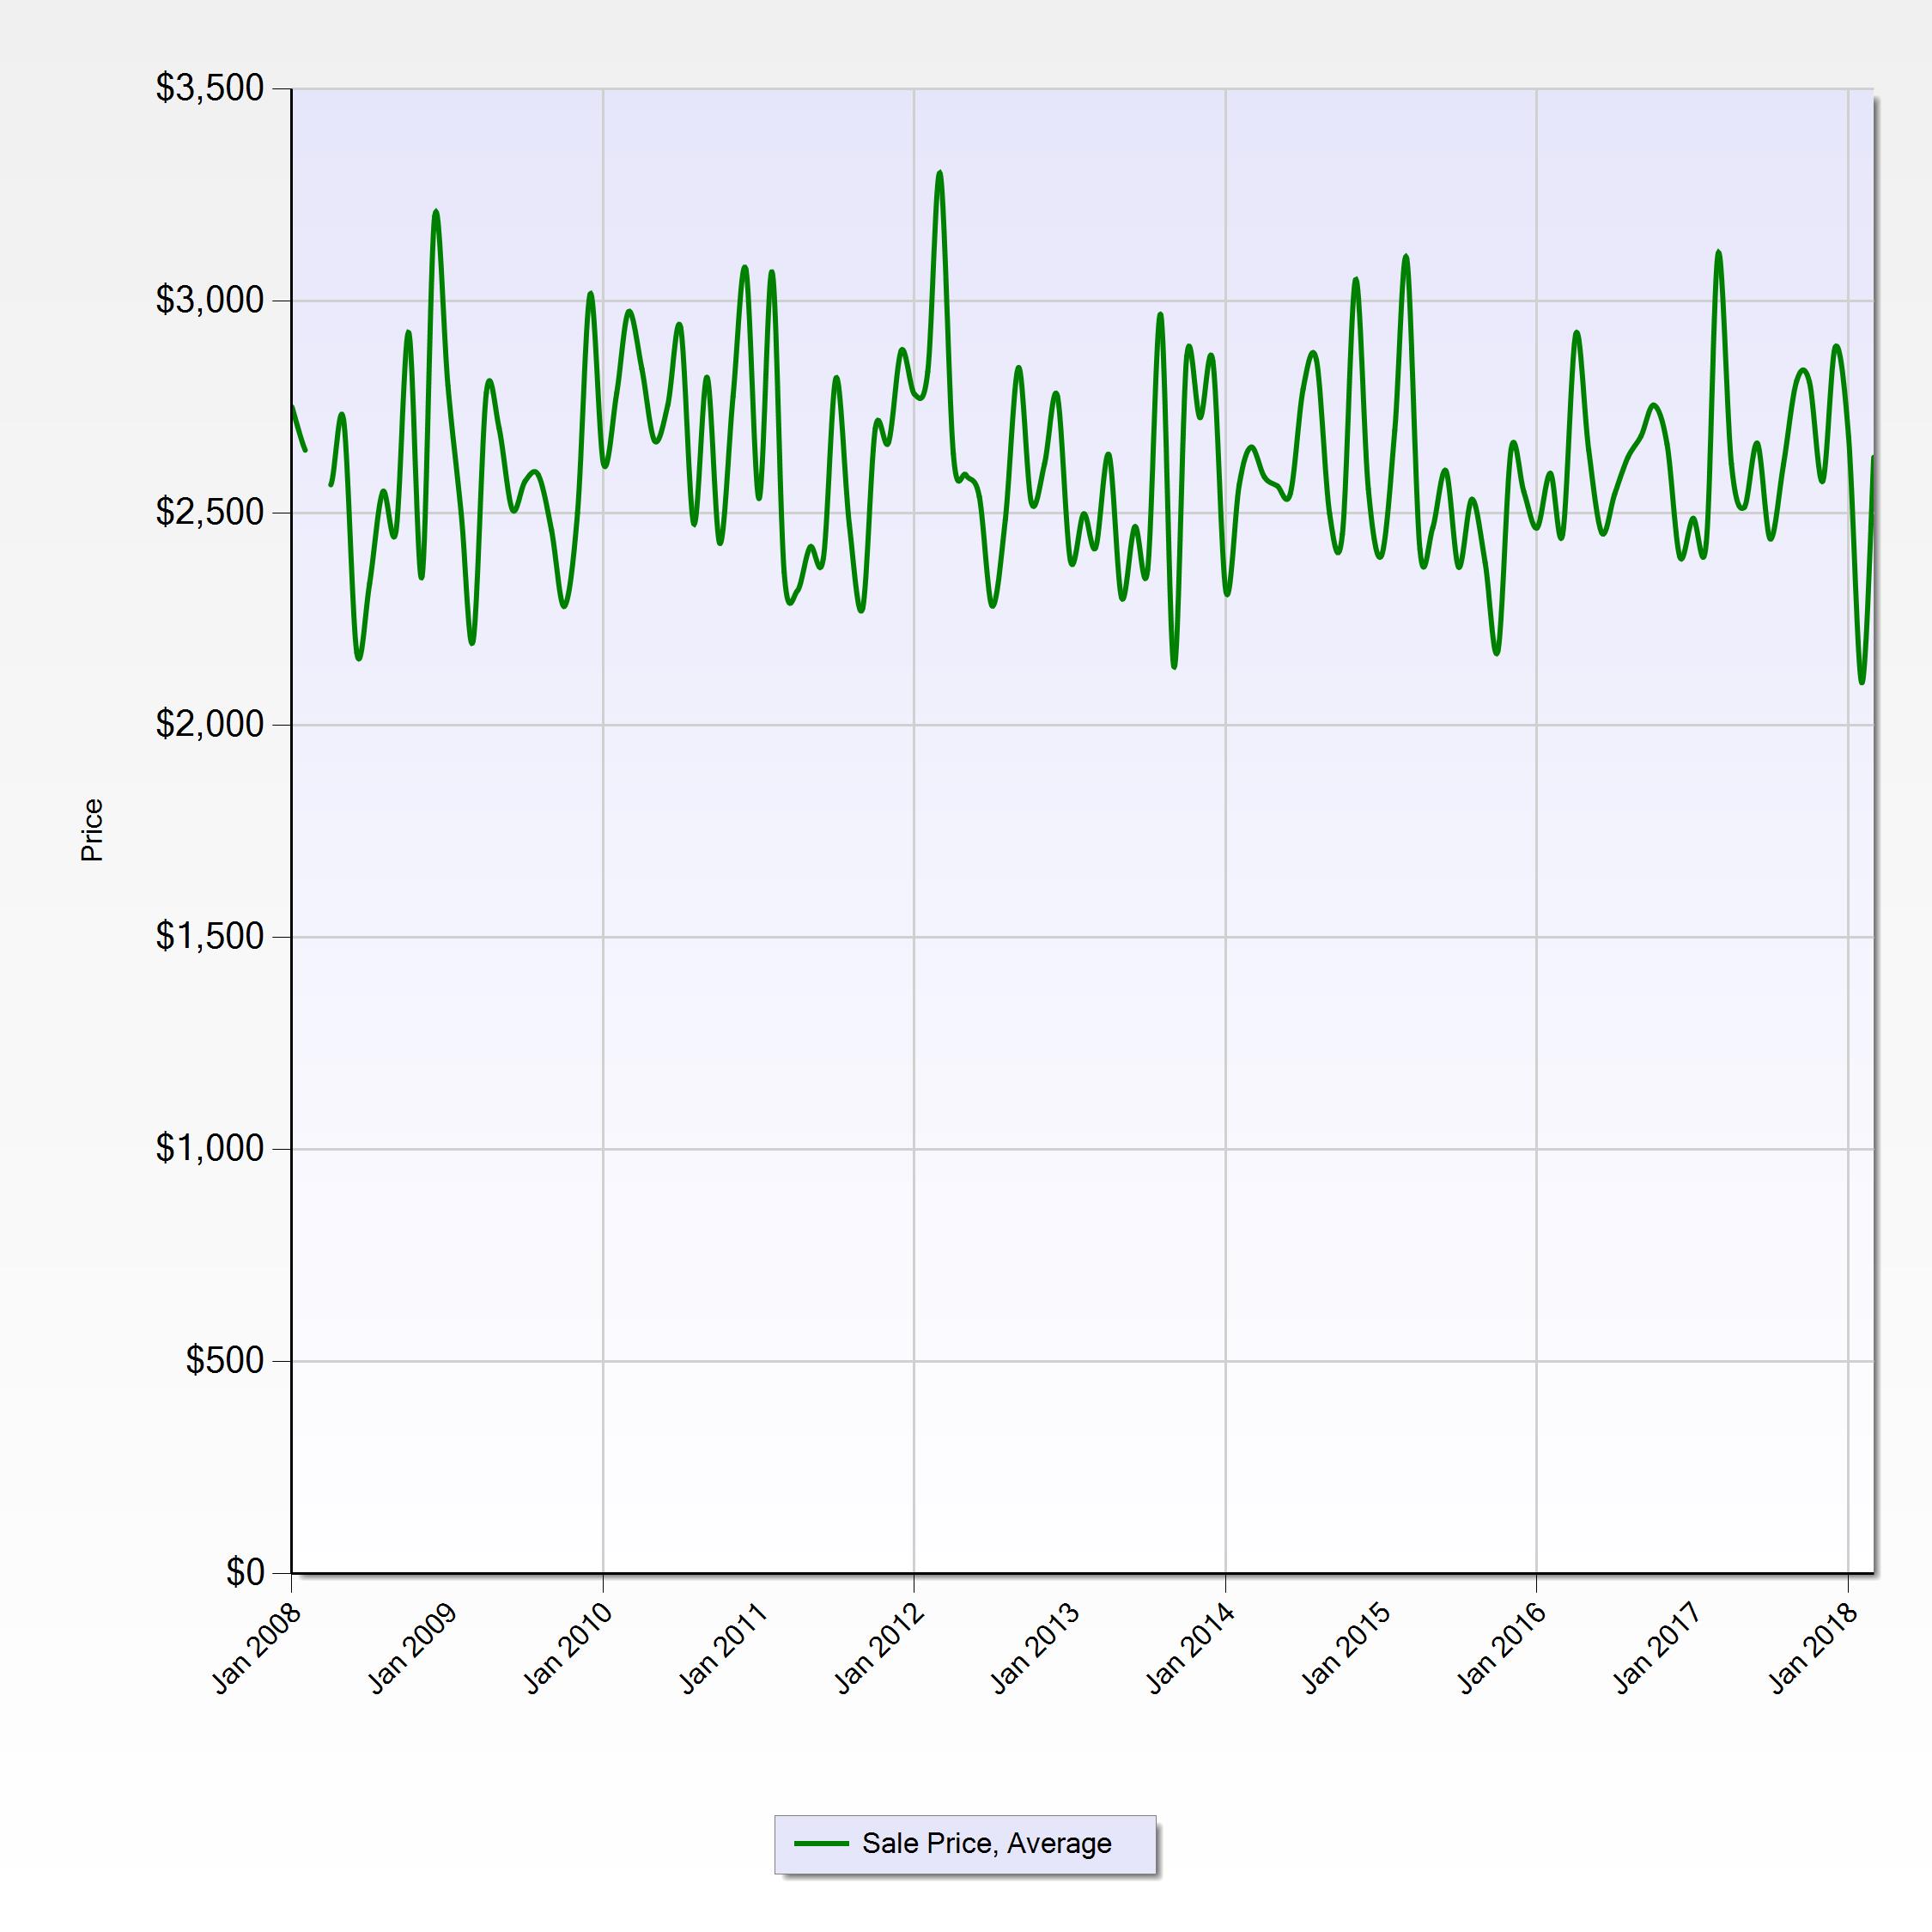 $3,500
$3,000
$2,500
$2,000
$1,500
$1,000
$500
$0
Price
Jan 2008
Jan 2009
Jan 2010
Jan 2011
Jan 2012
Jan 2013
Jan 2014
Jan 2015
Jan 2016
Jan 2017
Jan 2018
Sale Price, Average